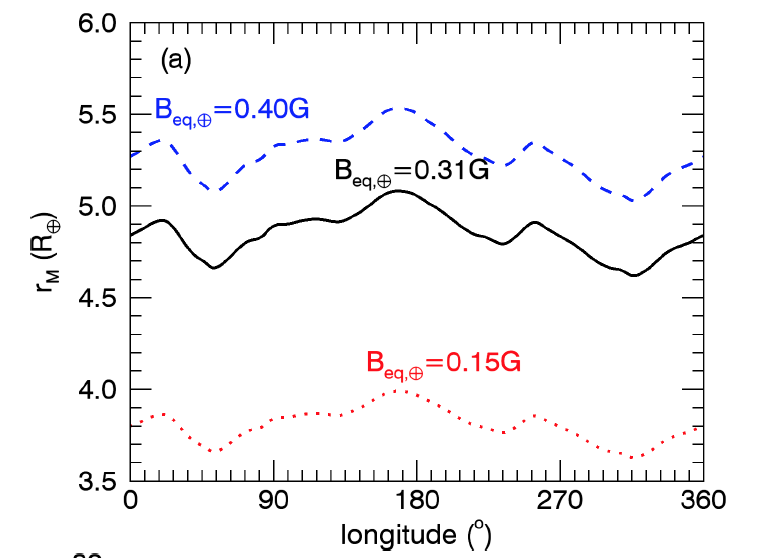 6.0
(a)
5.5
B_eq,⊕=0.40G
B_eq,⊕=0.31G
5.0
r_M (R_⊕)
4.5
B_eq,⊕=0.15G
4.0
3.5
0 90 180 270 360
longitude (°)